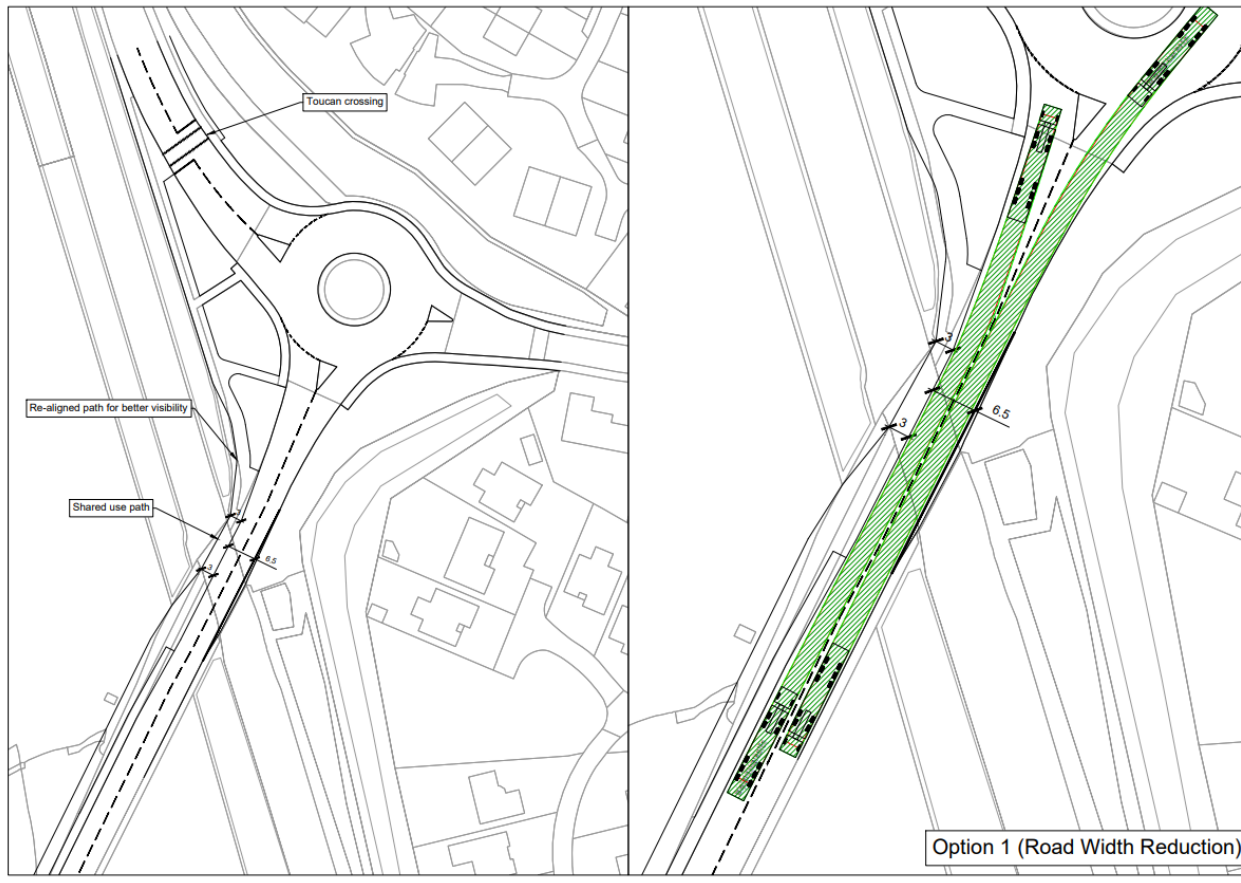 Toucan crossing
Re-aligned path for better visibility
Shared use path
3
6.5
3
3
6.5
3
Option 1 (Road Width Reduction)